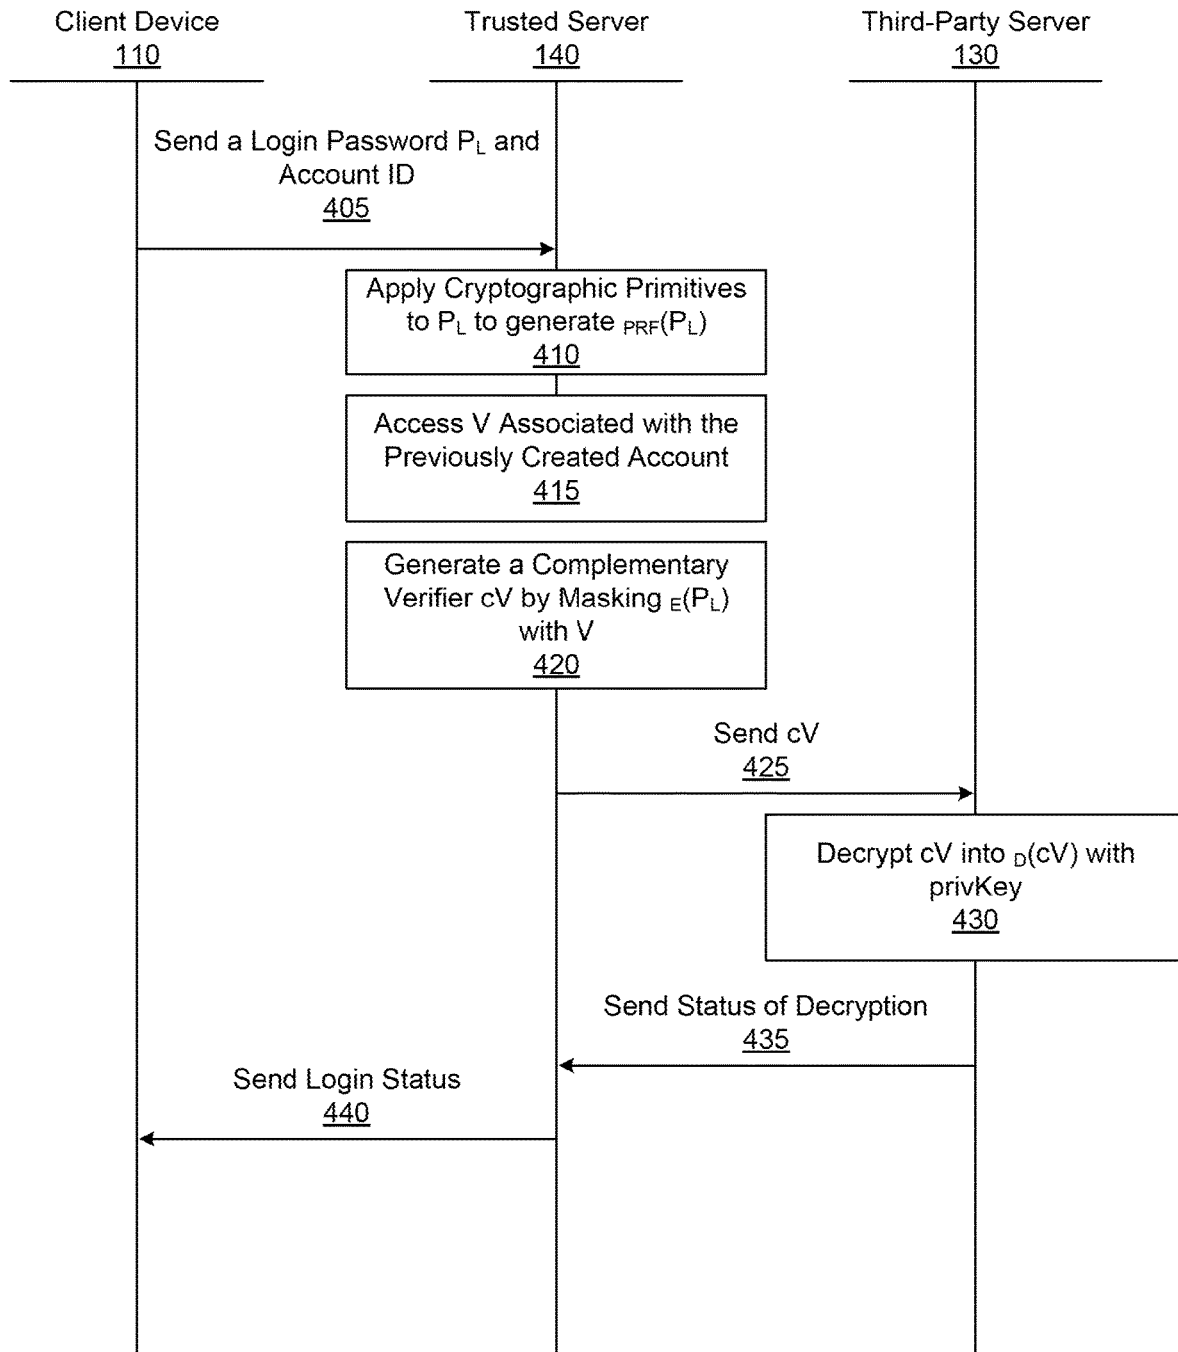 Client Device
110
Trusted Server
140
Third-Party Server
130
Send a Login Password PL and
Account ID
405
Apply Cryptographic Primitives
to PL to generate PRF(PL)
410
Access V Associated with the
Previously Created Account
415
Generate a Complementary
Verifier cV by Masking E(PL)
with V
420
Send cV
425
Decrypt cV into D(cV) with
privKey
430
Send Status of Decryption
435
Send Login Status
440